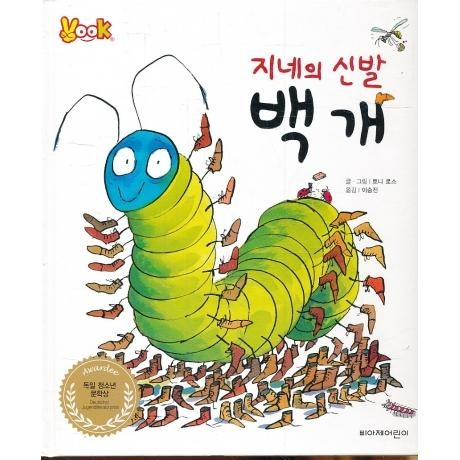 Yook
지네의 신발
백 개
글·그림 | 토니 로스
옮김 | 이승진
Awardee
독일 청소년
문학상
Deutscher
Jugendliteraturpreis
비아제어린이